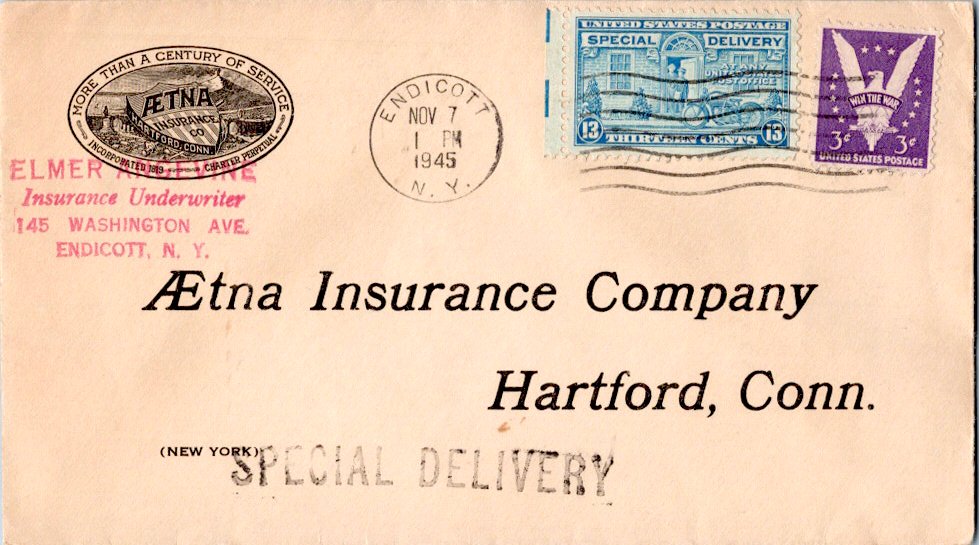 MORE THAN A CENTURY OF SERVICE
ÆTNA
INSURANCE
CO
HARTFORD, CONN.
INCORPORATED 1819 CHARTER PERPETUAL
ELMER
Insurance Underwriter
145 WASHINGTON AVE.
ENDICOTT, N. Y.
ENDICOTT
NOV 7
1 PM
1945
N. Y.
UNITED STATES POSTAGE
SPECIAL DELIVERY
AT ANY
UNITED STATES
POST OFFICE
13 THIRTEEN CENTS 13
WIN THE WAR
3¢ 3¢
UNITED STATES POSTAGE
Ætna Insurance Company
Hartford, Conn.
(NEW YORK)
SPECIAL DELIVERY